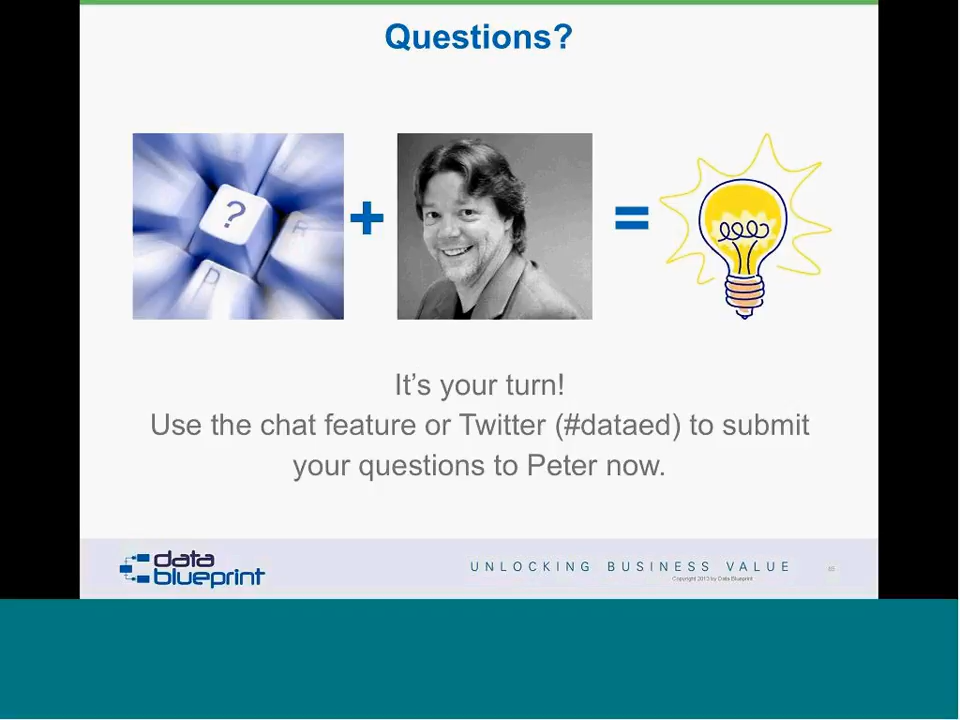 Questions?
?
+
=
It's your turn!
Use the chat feature or Twitter (#dataed) to submit
your questions to Peter now.
data
blueprint
UNLOCKING BUSINESS VALUE
Copyright 2013 by Data Blueprint